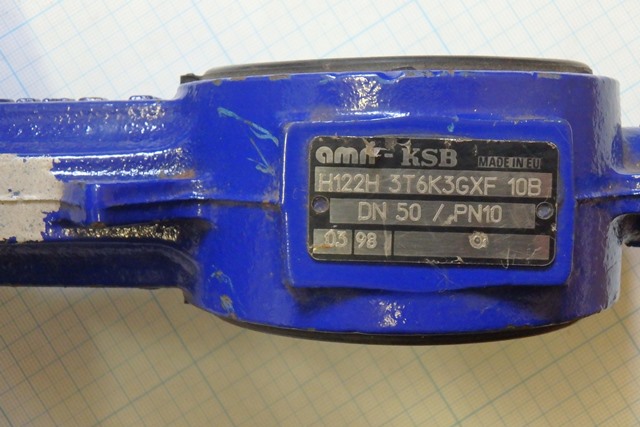 amri-KSB MADE IN EU
H122H 3T6K3GXF 10B
DN 50 / PN10
03 98